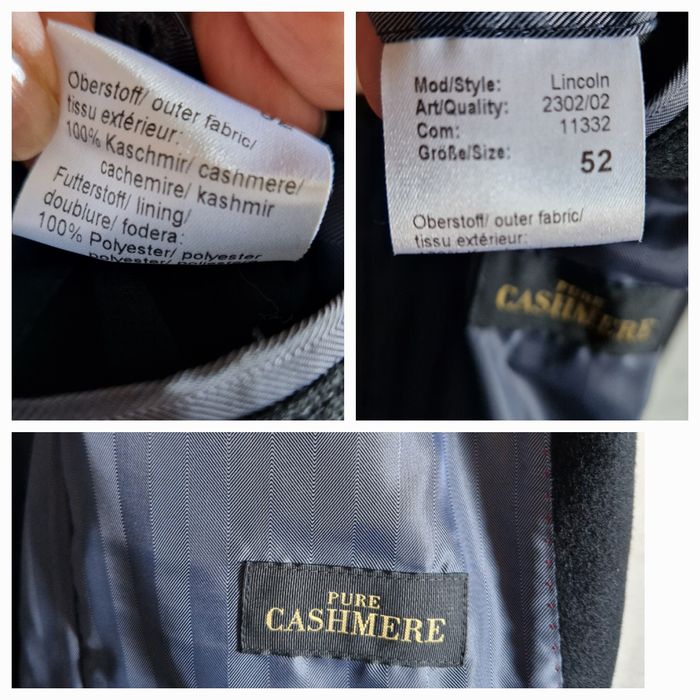 Oberstoff/ outer fabric/
tissu extérieur:
100% Kaschmir/ cashmere/
cachemire/ kashmir
Futterstoff/ lining/
doublure/ fodera:
100% Polyester/ polyester
polyester/
Mod/Style: Lincoln
Art/Quality: 2302/02
Com: 11332
Größe/Size: 52
Oberstoff/ outer fabric/
tissu extérieur:
PURE
CASHMERE
PURE
CASHMERE